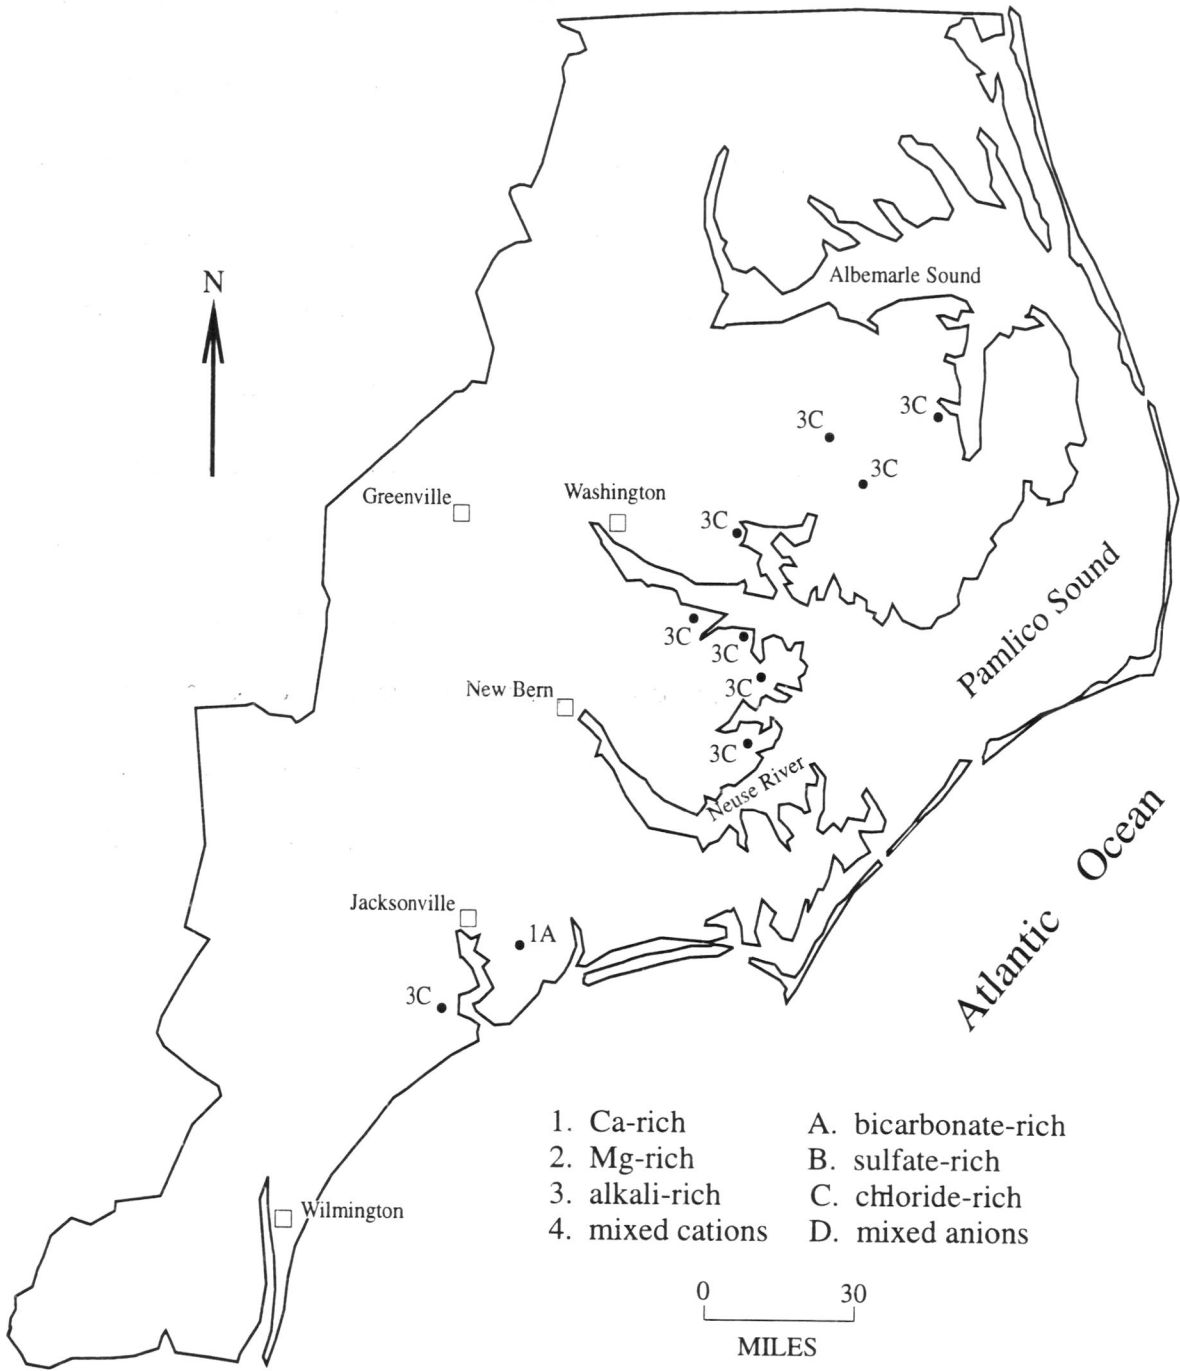 Albemarle Sound
N
3C
3C
3C
Greenville
Washington
3C
3C
3C
3C
3C
New Bern
Pamlico Sound
Neuse River
Atlantic Ocean
Jacksonville
1A
3C
Wilmington
1. Ca-rich
2. Mg-rich
3. alkali-rich
4. mixed cations
A. bicarbonate-rich
B. sulfate-rich
C. chloride-rich
D. mixed anions
0 30
MILES